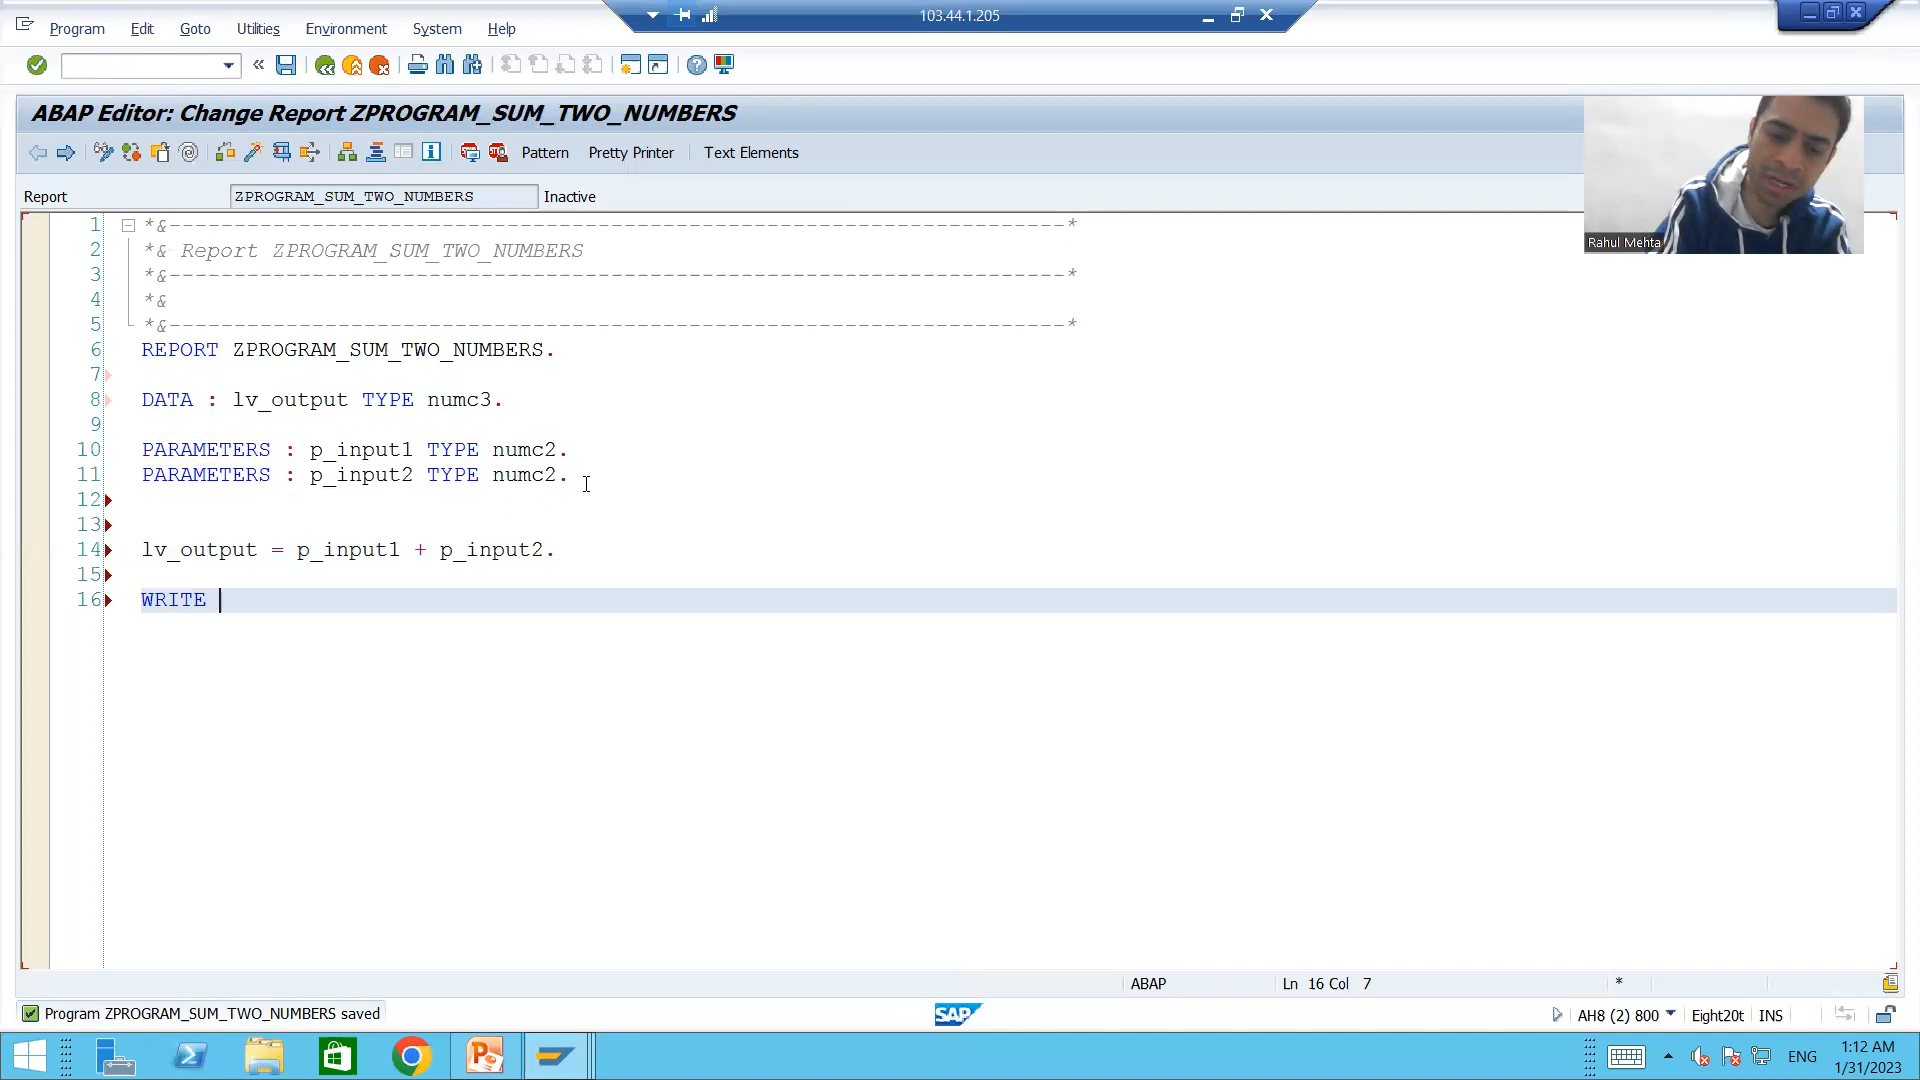 103.44.1.205
Program Edit Goto Utilities Environment System Help
ABAP Editor: Change Report ZPROGRAM_SUM_TWO_NUMBERS
Pattern Pretty Printer Text Elements
Report ZPROGRAM_SUM_TWO_NUMBERS Inactive
Rahul Mehta
1 *&---------------------------------------------------------------------*
2 *& Report ZPROGRAM_SUM_TWO_NUMBERS
3 *&---------------------------------------------------------------------*
4 *&
5 *&---------------------------------------------------------------------*
6 REPORT ZPROGRAM_SUM_TWO_NUMBERS.
7
8 DATA : lv_output TYPE numc3.
9
10 PARAMETERS : p_input1 TYPE numc2.
11 PARAMETERS : p_input2 TYPE numc2.
12
13
14 lv_output = p_input1 + p_input2.
15
16 WRITE
ABAP Ln 16 Col 7 *
Program ZPROGRAM_SUM_TWO_NUMBERS saved
SAP
AH8 (2) 800 Eight20t INS
ENG
1:12 AM
1/31/2023